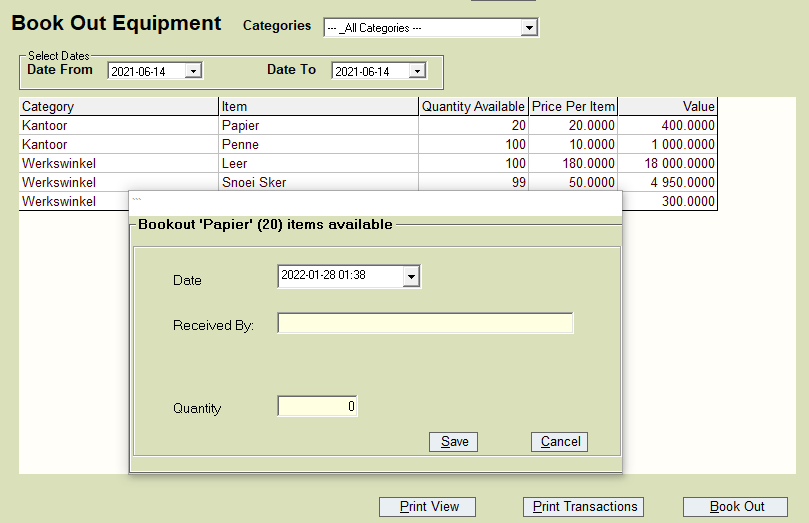 Book Out Equipment Categories --- _All Categories ---
Select Dates
Date From 2021-06-14 Date To 2021-06-14
Category Item Quantity Available Price Per Item Value
Kantoor Papier 20 20.0000 400.0000
Kantoor Penne 100 10.0000 1 000.0000
Werkswinkel Leer 100 180.0000 18 000.0000
Werkswinkel Snoei Sker 99 50.0000 4 950.0000
Werkswinkel 300.0000
Bookout 'Papier' (20) items available
Date 2022-01-28 01:38
Received By:
Quantity 0
Save Cancel
Print View Print Transactions Book Out